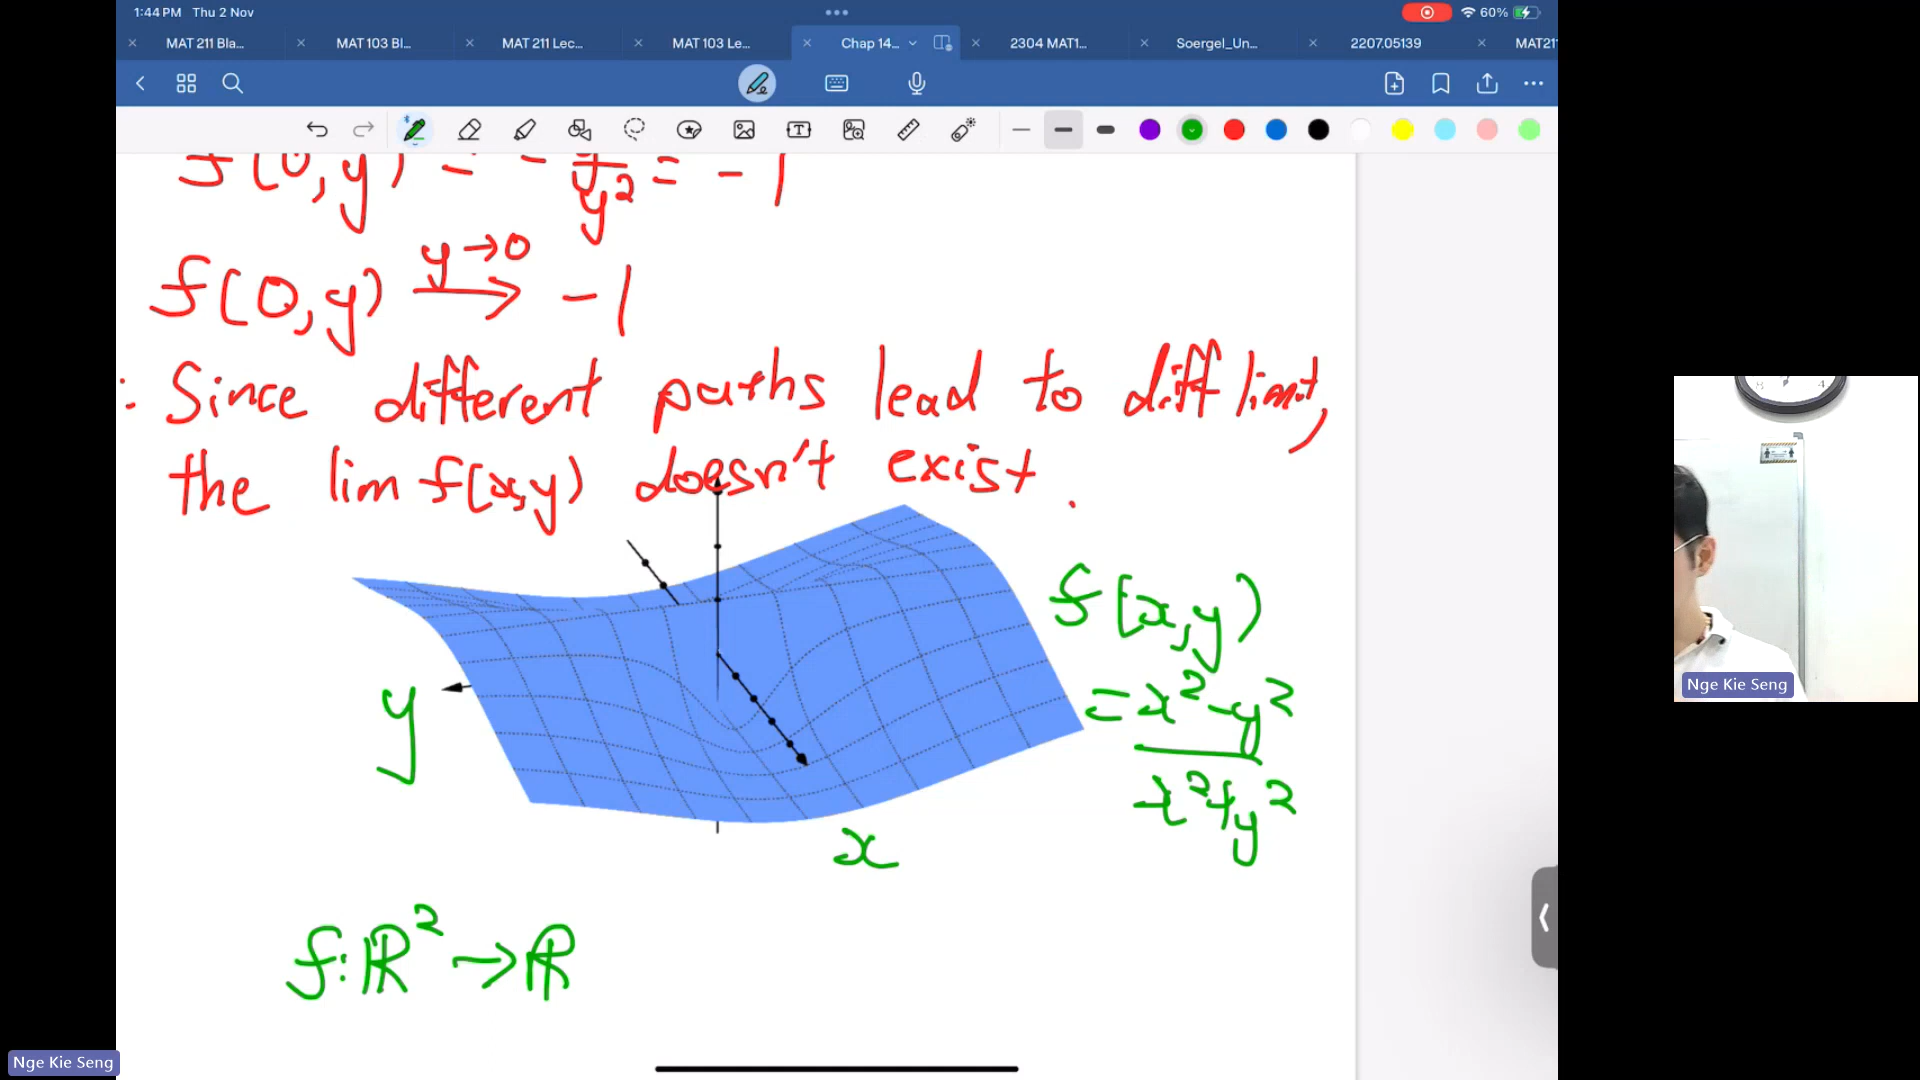 1:44 PM Thu 2 Nov
60%
MAT 211 Bla...
MAT 103 Bl...
MAT 211 Lec...
MAT 103 Le...
Chap 14...
2304 MAT1...
Soergel_Un...
2207.05139
MAT21
f(0,y) = -y²/y² = -1
f(0,y) y→0 → -1
∴ Since different paths lead to diff limit,
the lim f(x,y) doesn't exist.
f(x,y)
= x²-y²
x²+y²
y
x
f: ℝ² → ℝ
Nge Kie Seng
Nge Kie Seng